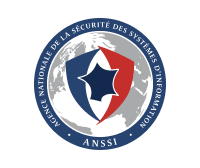 AGENCE NATIONALE DE LA SÉCURITÉ DES SYSTÈMES D'INFORMATION
ANSSI